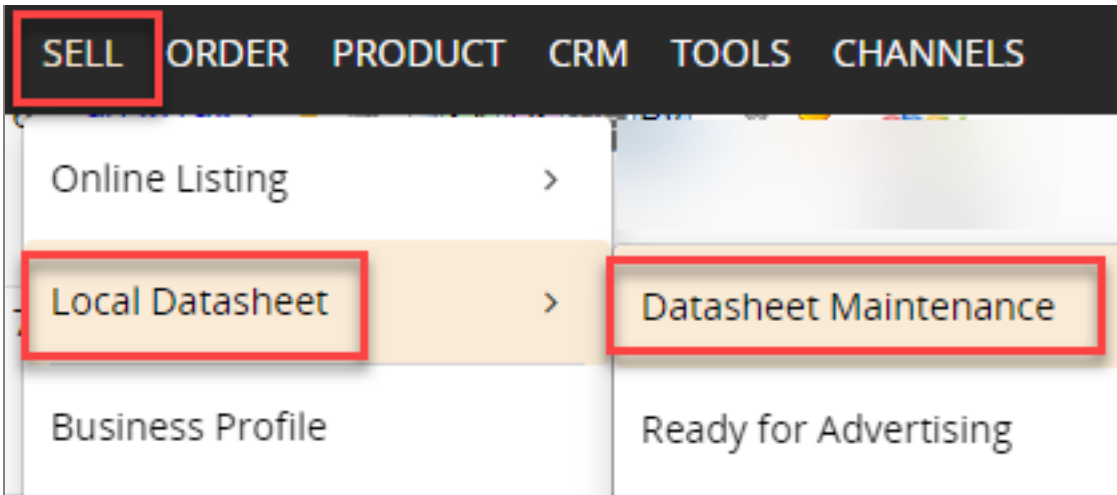 SELL ORDER PRODUCT CRM TOOLS CHANNELS
Online Listing >
Local Datasheet > Datasheet Maintenance
Business Profile Ready for Advertising